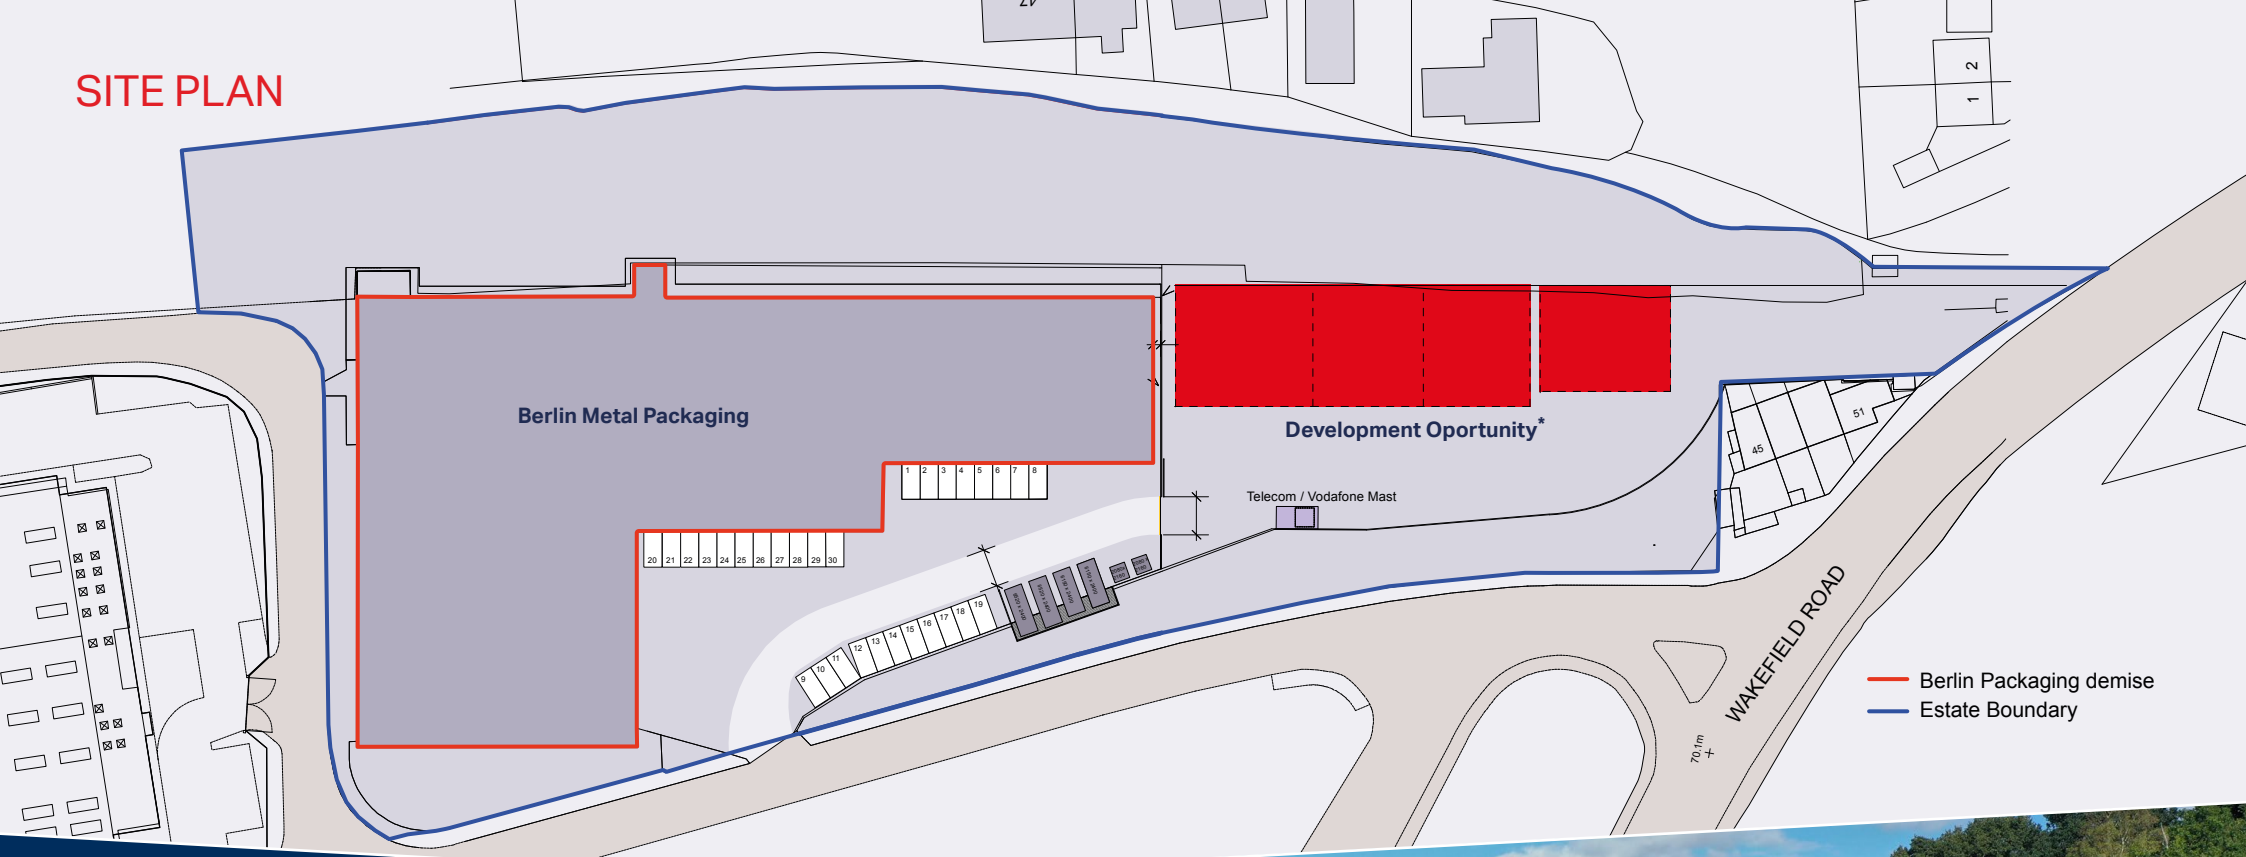 47
SITE PLAN
2
1
Berlin Metal Packaging
Development Oportunity*
51
45
1 2 3 4 5 6 7 8
Telecom / Vodafone Mast
20 21 22 23 24 25 26 27 28 29 30
9 10 11 12 13 14 15 16 17 18 19
WAKEFIELD ROAD
70.1m
Berlin Packaging demise
Estate Boundary